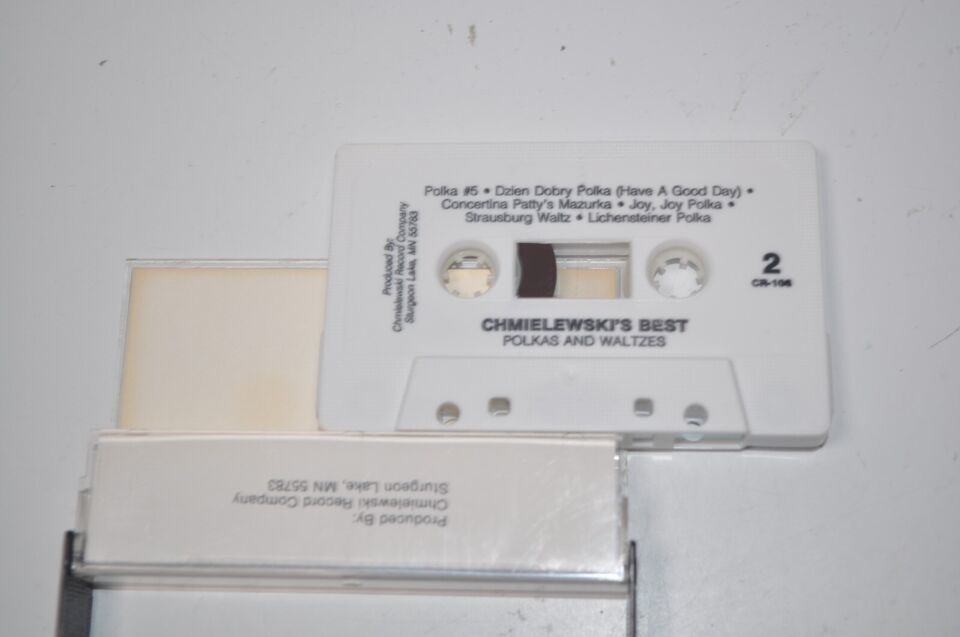 Polka #5 • Dzien Dobry Polka (Have A Good Day) •
Concertina Patty's Mazurka • Joy, Joy Polka •
Strausburg Waltz • Lichensteiner Polka
Produced By:
Chmielewski Record Company
Sturgeon Lake, MN 55783
2
CR-106
CHMIELEWSKI'S BEST
POLKAS AND WALTZES
Produced By:
Chmielewski Record Company
Sturgeon Lake, MN 55783